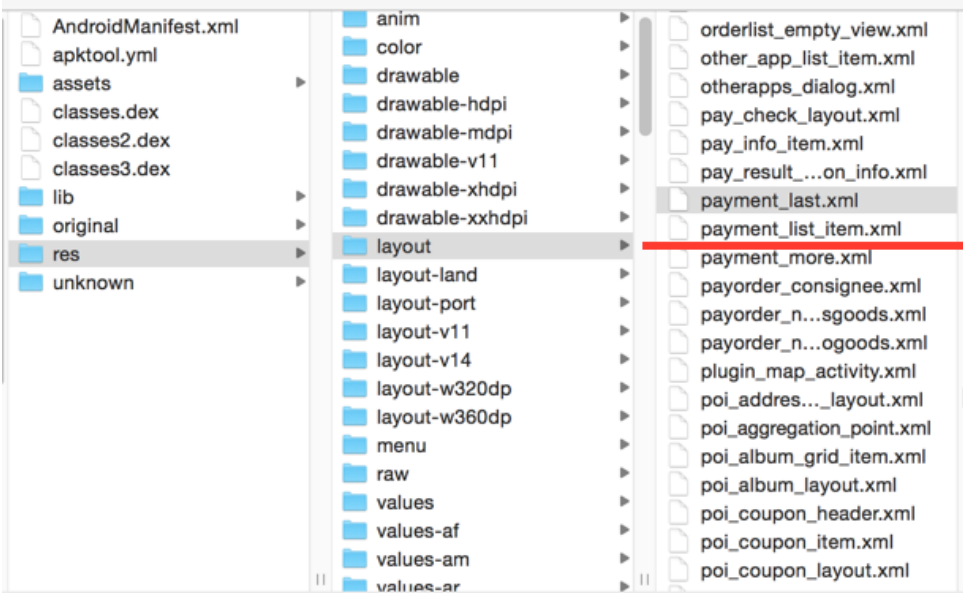 AndroidManifest.xml
apktool.yml
assets
classes.dex
classes2.dex
classes3.dex
lib
original
res
unknown
anim
color
drawable
drawable-hdpi
drawable-mdpi
drawable-v11
drawable-xhdpi
drawable-xxhdpi
layout
layout-land
layout-port
layout-v11
layout-v14
layout-w320dp
layout-w360dp
menu
raw
values
values-af
values-am
values-ar
orderlist_empty_view.xml
other_app_list_item.xml
otherapps_dialog.xml
pay_check_layout.xml
pay_info_item.xml
pay_result_...on_info.xml
payment_last.xml
payment_list_item.xml
payment_more.xml
payorder_consignee.xml
payorder_n...sgoods.xml
payorder_n...ogoods.xml
plugin_map_activity.xml
poi_addres..._layout.xml
poi_aggregation_point.xml
poi_album_grid_item.xml
poi_album_layout.xml
poi_coupon_header.xml
poi_coupon_item.xml
poi_coupon_layout.xml